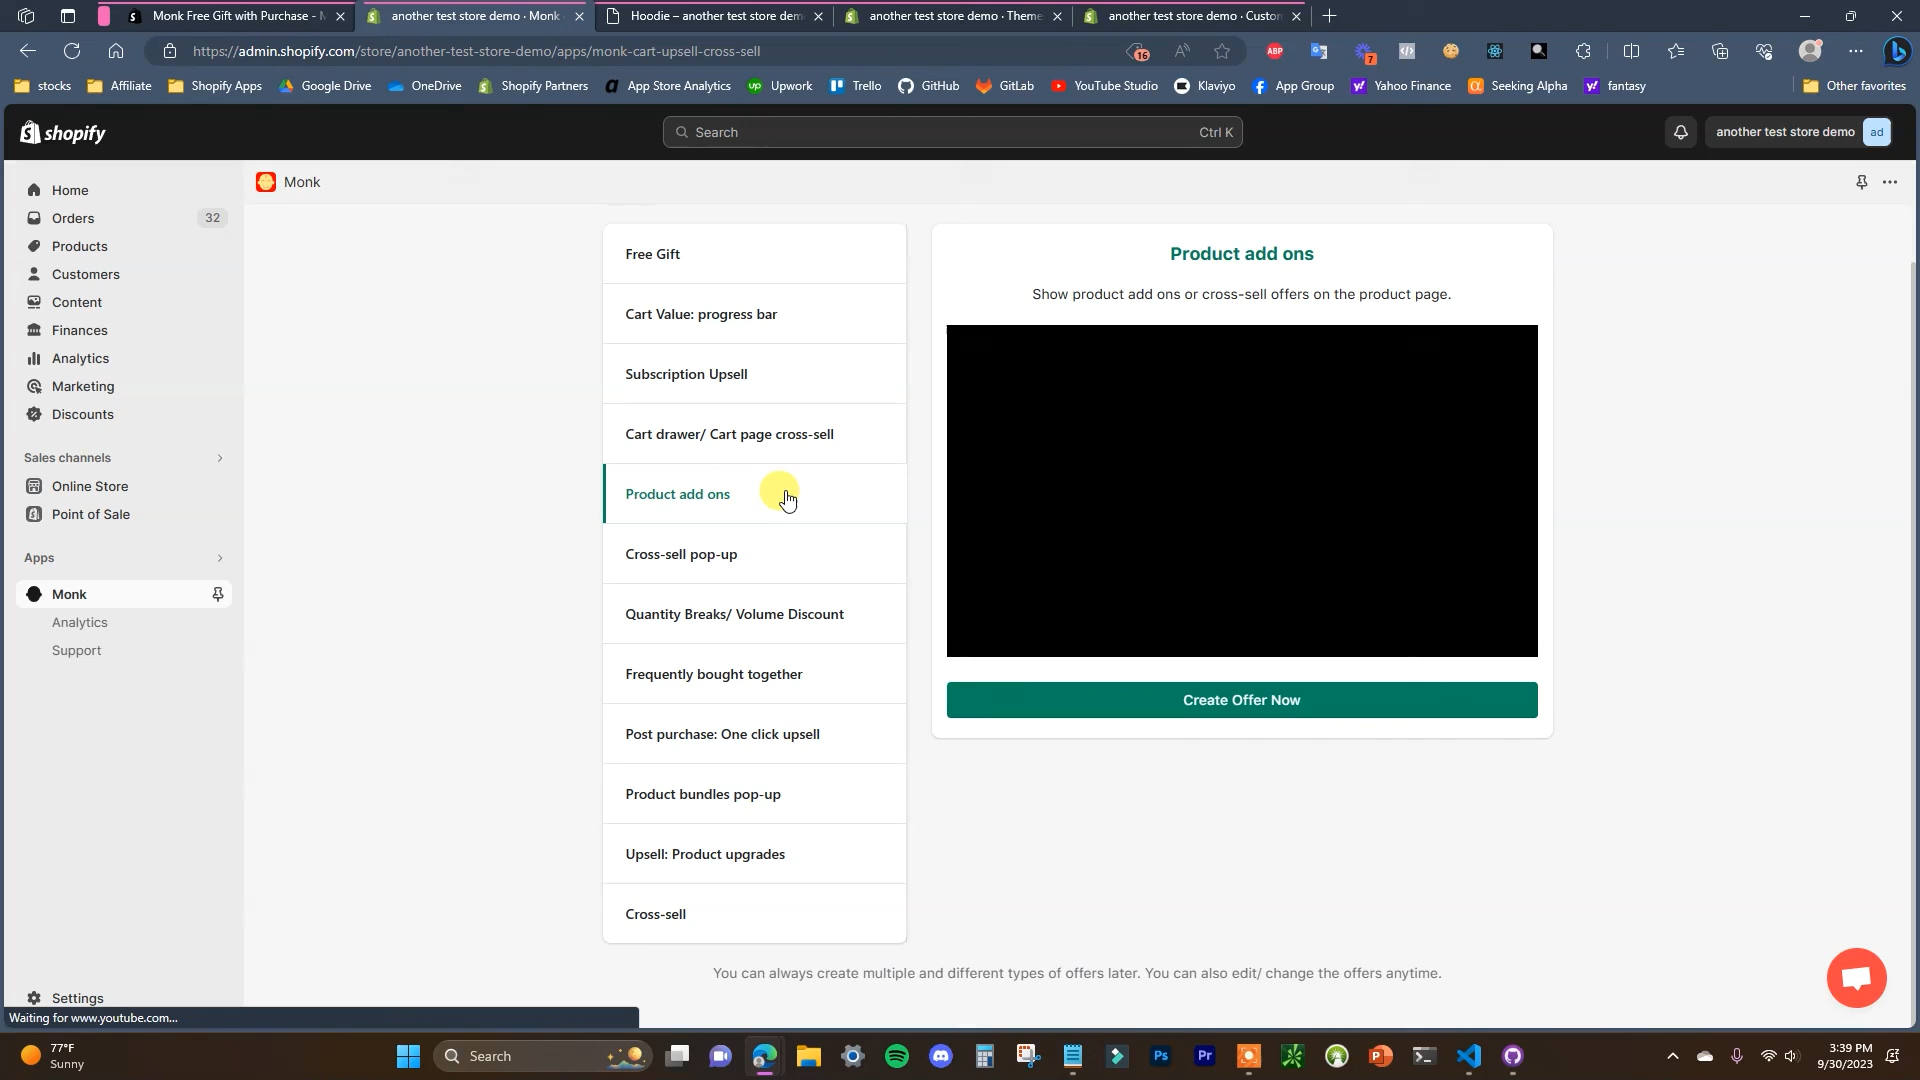 Monk Free Gift with Purchase - M
another test store demo · Monk
Hoodie – another test store dem
another test store demo · Theme
another test store demo · Custom
https://admin.shopify.com/store/another-test-store-demo/apps/monk-cart-upsell-cross-sell
16
ABP
7
stocks
Affiliate
Shopify Apps
Google Drive
OneDrive
Shopify Partners
App Store Analytics
Upwork
Trello
GitHub
GitLab
YouTube Studio
Klaviyo
App Group
Yahoo Finance
Seeking Alpha
fantasy
Other favorites
shopify
Search
Ctrl K
another test store demo
ad
Home
Orders
32
Products
Customers
Content
Finances
Analytics
Marketing
Discounts
Sales channels
Online Store
Point of Sale
Apps
Monk
Analytics
Support
Settings
Waiting for www.youtube.com...
Monk
Free Gift
Cart Value: progress bar
Subscription Upsell
Cart drawer/ Cart page cross-sell
Product add ons
Cross-sell pop-up
Quantity Breaks/ Volume Discount
Frequently bought together
Post purchase: One click upsell
Product bundles pop-up
Upsell: Product upgrades
Cross-sell
Product add ons
Show product add ons or cross-sell offers on the product page.
Create Offer Now
You can always create multiple and different types of offers later. You can also edit/ change the offers anytime.
77°F
Sunny
Search
Ps
Pr
3:39 PM
9/30/2023